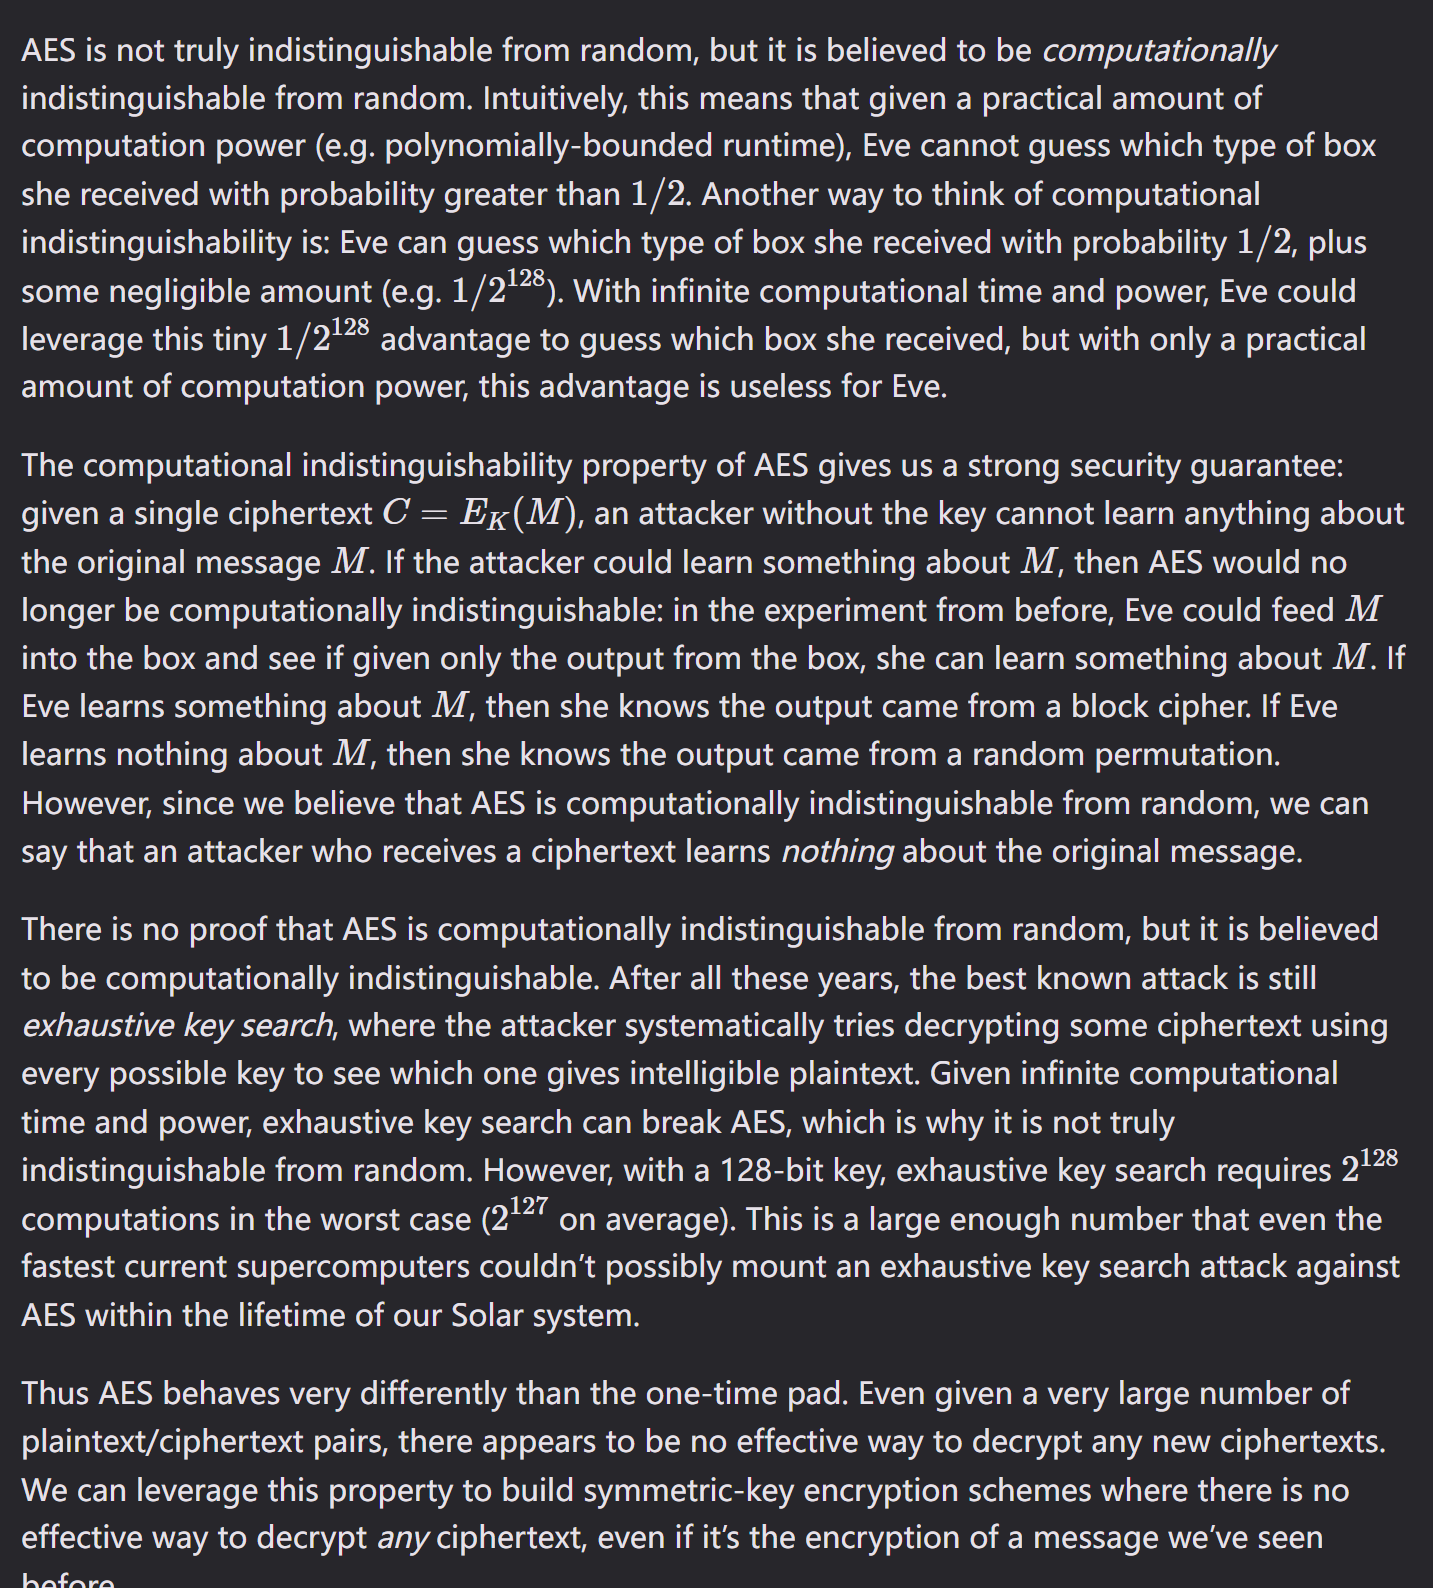 AES is not truly indistinguishable from random, but it is believed to be computationally
indistinguishable from random. Intuitively, this means that given a practical amount of
computation power (e.g. polynomially-bounded runtime), Eve cannot guess which type of box
she received with probability greater than 1/2. Another way to think of computational
indistinguishability is: Eve can guess which type of box she received with probability 1/2, plus
some negligible amount (e.g. 1/2^128). With infinite computational time and power, Eve could
leverage this tiny 1/2^128 advantage to guess which box she received, but with only a practical
amount of computation power, this advantage is useless for Eve.
The computational indistinguishability property of AES gives us a strong security guarantee:
given a single ciphertext C = E_K(M), an attacker without the key cannot learn anything about
the original message M. If the attacker could learn something about M, then AES would no
longer be computationally indistinguishable: in the experiment from before, Eve could feed M
into the box and see if given only the output from the box, she can learn something about M. If
Eve learns something about M, then she knows the output came from a block cipher. If Eve
learns nothing about M, then she knows the output came from a random permutation.
However, since we believe that AES is computationally indistinguishable from random, we can
say that an attacker who receives a ciphertext learns nothing about the original message.
There is no proof that AES is computationally indistinguishable from random, but it is believed
to be computationally indistinguishable. After all these years, the best known attack is still
exhaustive key search, where the attacker systematically tries decrypting some ciphertext using
every possible key to see which one gives intelligible plaintext. Given infinite computational
time and power, exhaustive key search can break AES, which is why it is not truly
indistinguishable from random. However, with a 128-bit key, exhaustive key search requires 2^128
computations in the worst case (2^127 on average). This is a large enough number that even the
fastest current supercomputers couldn't possibly mount an exhaustive key search attack against
AES within the lifetime of our Solar system.
Thus AES behaves very differently than the one-time pad. Even given a very large number of
plaintext/ciphertext pairs, there appears to be no effective way to decrypt any new ciphertexts.
We can leverage this property to build symmetric-key encryption schemes where there is no
effective way to decrypt any ciphertext, even if it's the encryption of a message we've seen
before.